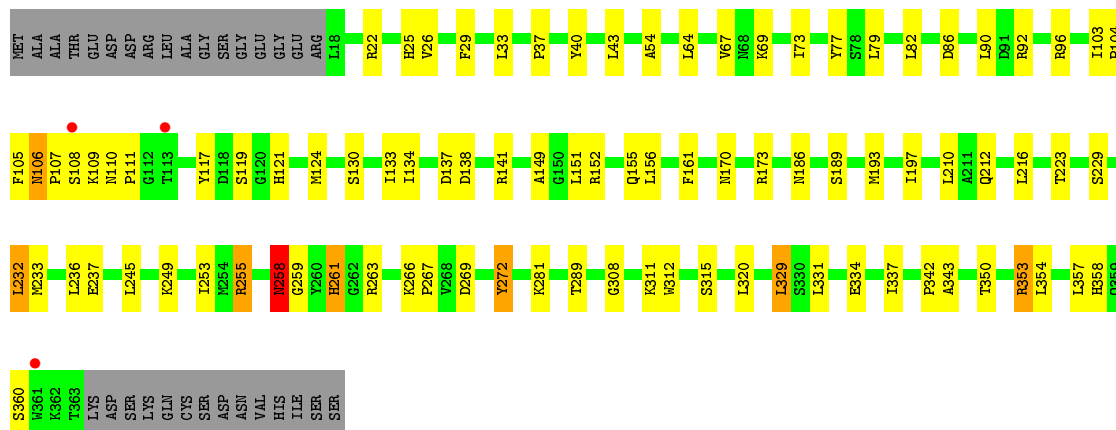 MET ALA ALA THR GLU ASP ASP ARG LEU ALA GLY SER GLY GLU GLY GLU ARG L18 R22 H25 V26 F29 L33 P37 Y40 L43 A54 L64 V67 N68 K69 I73 Y77 S78 L79 L82 D86 L90 D91 R92 R96 I103 P104
F105 N106 P107 S108 K109 N110 P111 G112 T113 Y117 D118 S119 G120 H121 M124 S130 I133 I134 D137 D138 R141 A149 G150 L151 R152 Q155 L156 F161 N170 R173 N186 S189 M193 I197 L210 A211 Q212 L216 T223 S229
L232 M233 L236 E237 L245 K249 I253 M254 R255 N258 G259 Y260 H261 G262 R263 K266 P267 V268 D269 Y272 K281 T289 G308 K311 W312 S315 L320 L329 S330 L331 E334 I337 P342 A343 T350 R353 L354 L357 H358 Q359
S360 W361 K362 T363 LYS ASP SER LYS GLN CYS SER ASP ASN VAL HIS ILE SER SER